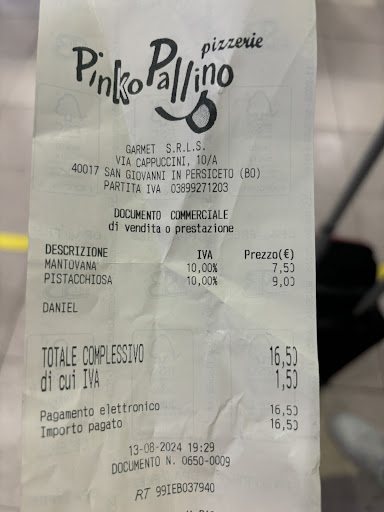 Pinko Pallino pizzerie
GARMET S.R.L.S.
VIA CAPPUCCINI, 10/A
40017 SAN GIOVANNI IN PERSICETO (BO)
PARTITA IVA 03899271203
DOCUMENTO COMMERCIALE
di vendita o prestazione
DESCRIZIONE IVA Prezzo(€)
MANTOVANA 10,00% 7,50
PISTACCHIOSA 10,00% 9,00
DANIEL
TOTALE COMPLESSIVO 16,50
di cui IVA 1,50
Pagamento elettronico 16,50
Importo pagato 16,50
13-08-2024 19:29
DOCUMENTO N. 0650-0009
RT 99IEB037940